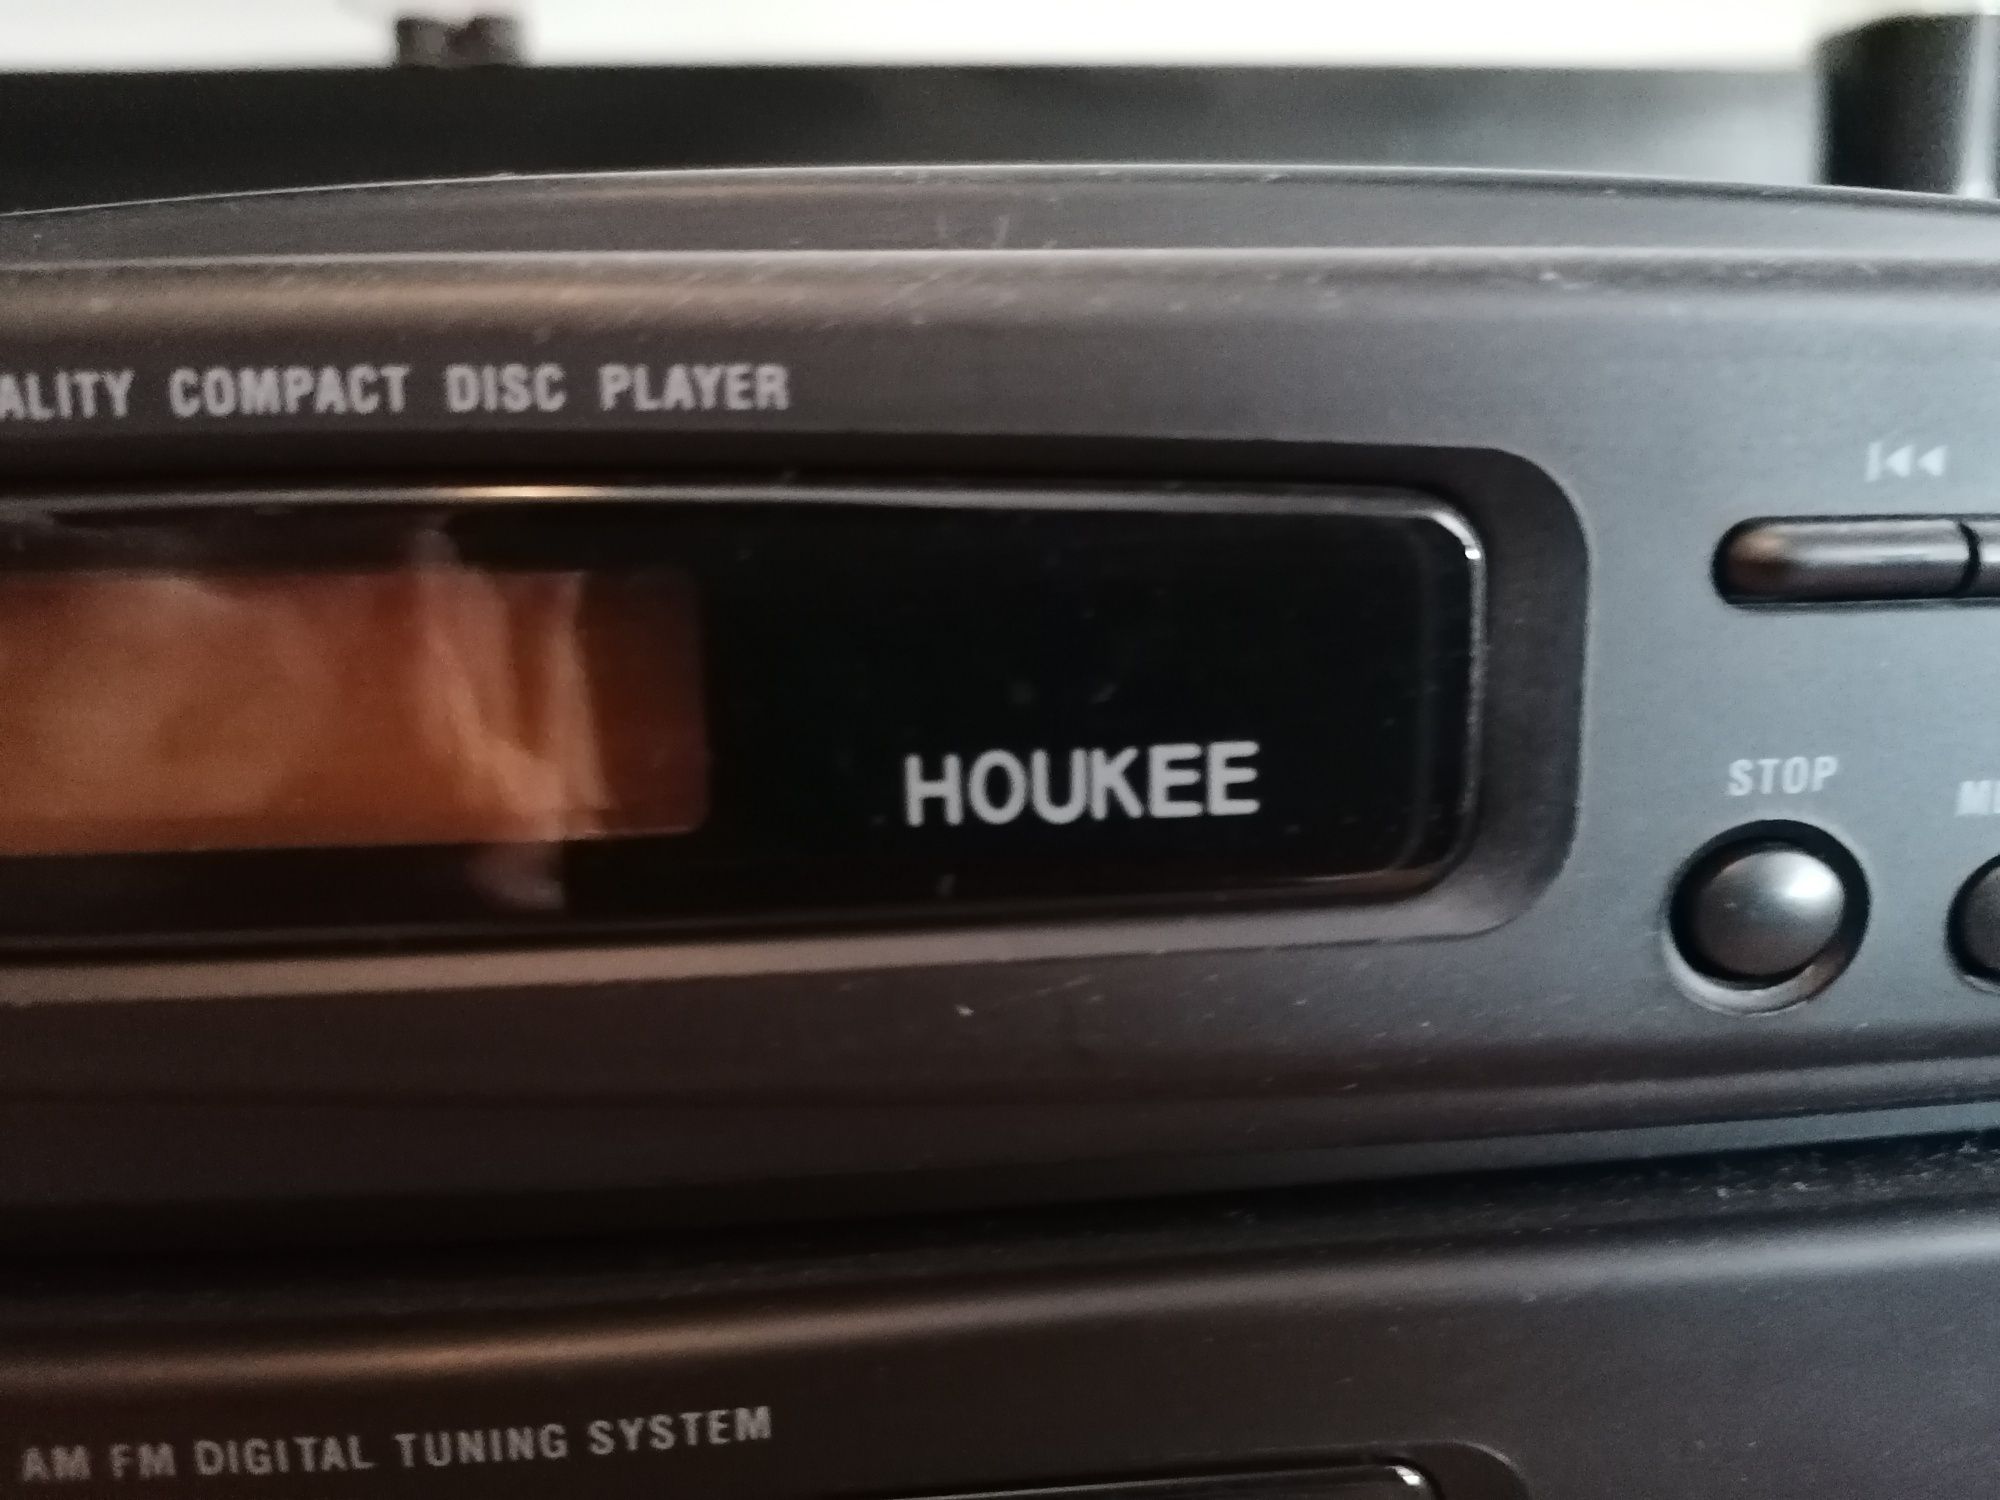 ALITY COMPACT DISC PLAYER
HOUKEE
STOP
AM FM DIGITAL TUNING SYSTEM